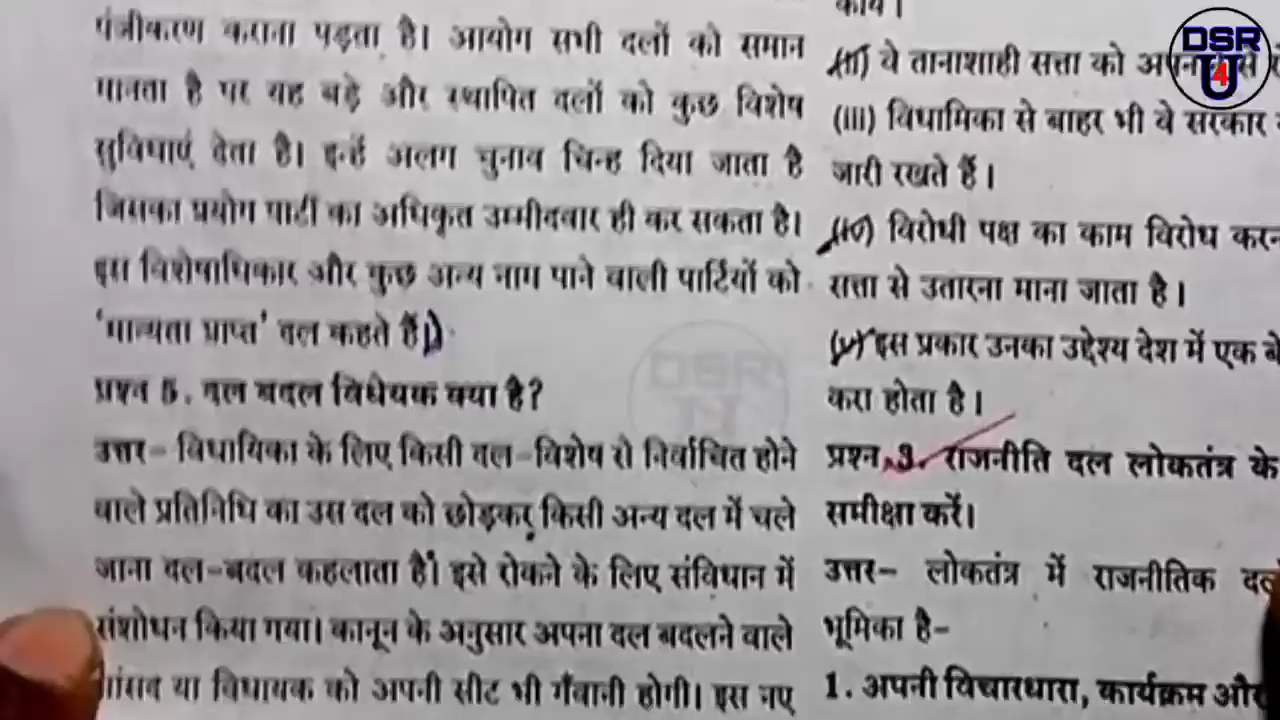 पंजीकरण कराना पड़ता है। आयोग सभी दलों को समान
मानता है पर यह बड़े और स्थापित दलों को कुछ विशेष
सुविधाएं देता है। इन्हें अलग चुनाव चिन्ह दिया जाता है
जिसका प्रयोग पार्टी का अधिकृत उम्मीदवार ही कर सकता है।
इस विशेषाधिकार और कुछ अन्य नाम पाने वाली पार्टियों को
'मान्यता प्राप्त' दल कहते हैं।
प्रश्न 5. दल बदल विधेयक क्या है?
उत्तर- विधायिका के लिए किसी दल-विशेष से निर्वाचित होने
वाले प्रतिनिधि का उस दल को छोड़कर किसी अन्य दल में चले
जाना दल-बदल कहलाता है। इसे रोकने के लिए संविधान में
संशोधन किया गया। कानून के अनुसार अपना दल बदलने वाले
सांसद या विधायक को अपनी सीट भी गँवानी होगी। इस नए
कार्य।
(ii) ये तानाशाही सत्ता को
(iii) विधामिका से बाहर भी ये सरकार
जारी रखते हैं।
(iv) विरोधी पक्ष का काम विरोध
सत्ता से उतारना माना जाता है।
(v) इस प्रकार उनका उद्देश्य देश में एक
करा होता है।
प्रश्न 3. राजनीति दल लोकतंत्र के
समीक्षा करें।
उत्तर- लोकतंत्र में राजनीतिक
भूमिका है-
1. अपनी विचारधारा, कार्यक्रम और
DSR
U4